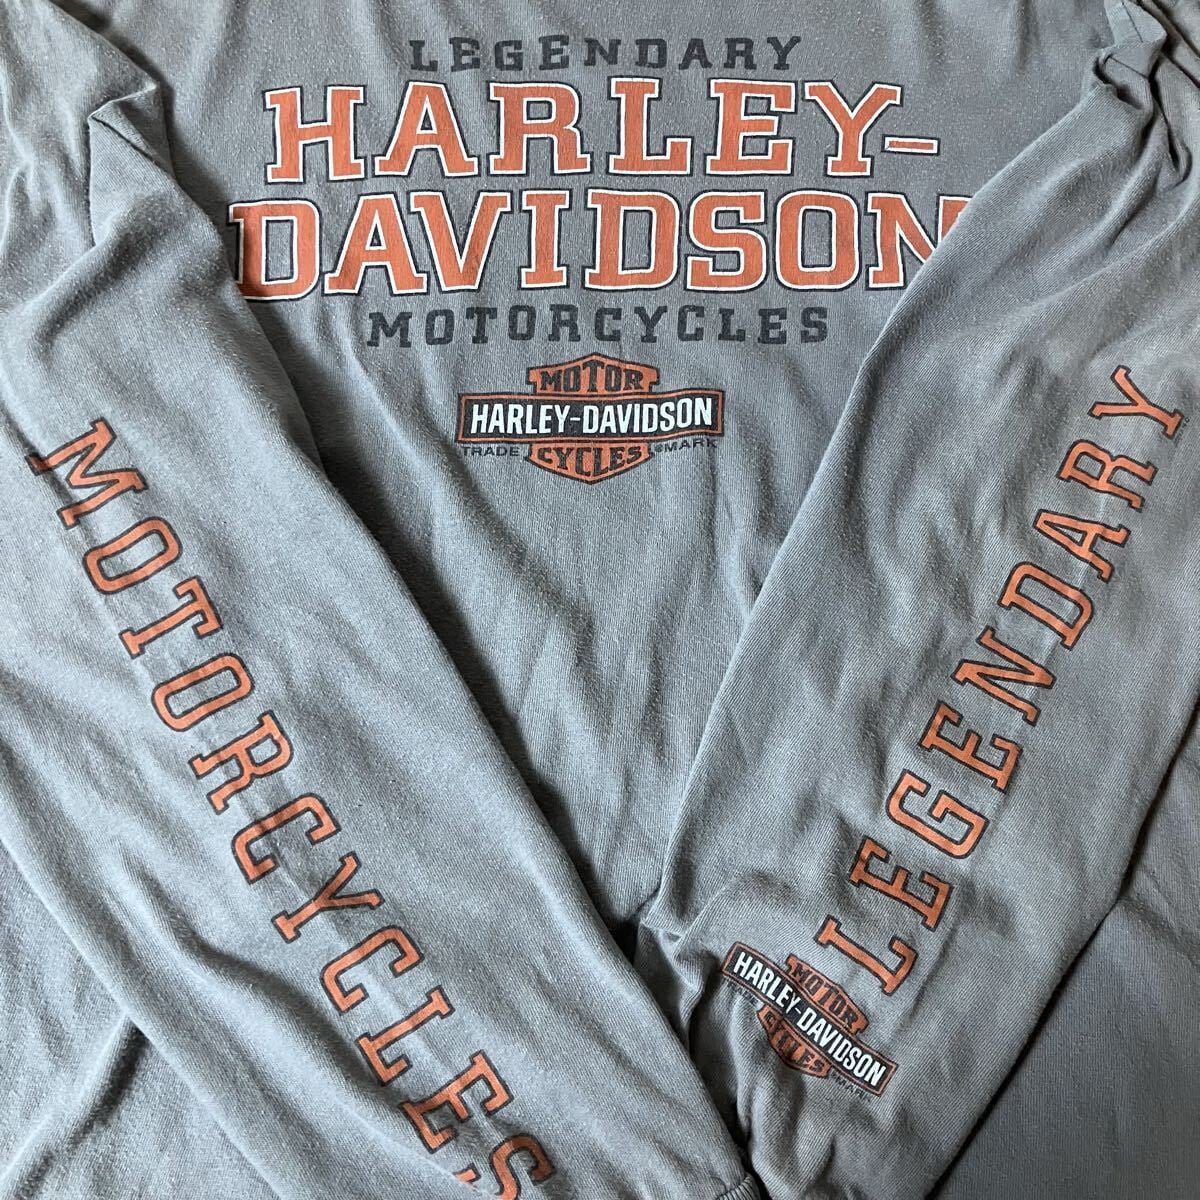 LEGENDARY
HARLEY-
DAVIDSON
MOTORCYCLES
MOTOR
HARLEY-DAVIDSON
TRADE ®MARK
CYCLES
MOTORCYCLES
LEGENDARY
MOTOR
HARLEY-DAVIDSON
TRADE ®MARK
CYCLES